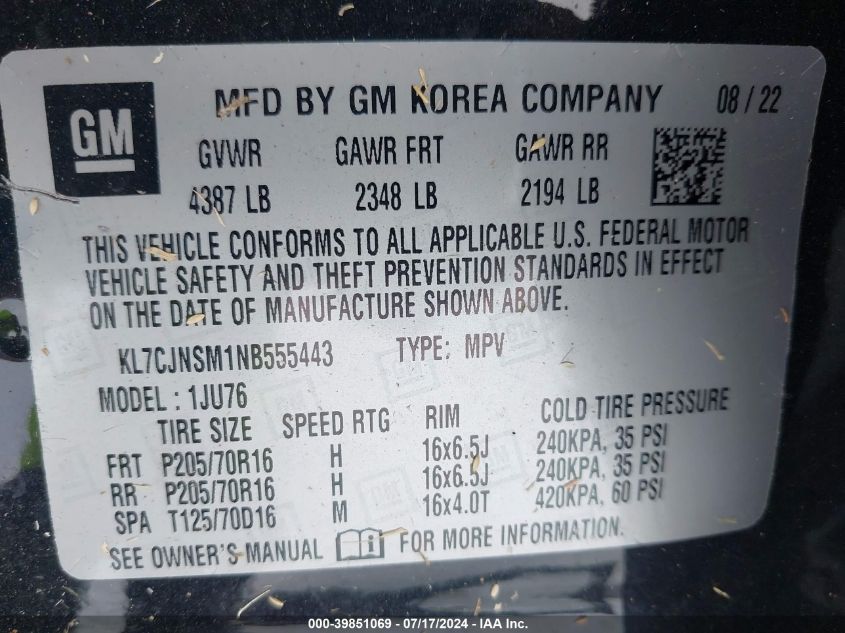 GM
MFD BY GM KOREA COMPANY 08 / 22
GVWR GAWR FRT GAWR RR
4387 LB 2348 LB 2194 LB
THIS VEHICLE CONFORMS TO ALL APPLICABLE U.S. FEDERAL MOTOR
VEHICLE SAFETY AND THEFT PREVENTION STANDARDS IN EFFECT
ON THE DATE OF MANUFACTURE SHOWN ABOVE.
KL7CJNSM1NB555443 TYPE: MPV
MODEL : 1JU76
TIRE SIZE SPEED RTG RIM COLD TIRE PRESSURE
FRT P205/70R16 H 16x6.5J 240KPA, 35 PSI
RR P205/70R16 H 16x6.5J 240KPA, 35 PSI
SPA T125/70D16 M 16x4.0T 420KPA, 60 PSI
SEE OWNER'S MANUAL i FOR MORE INFORMATION.
000-39851069 - 07/17/2024 - IAA Inc.